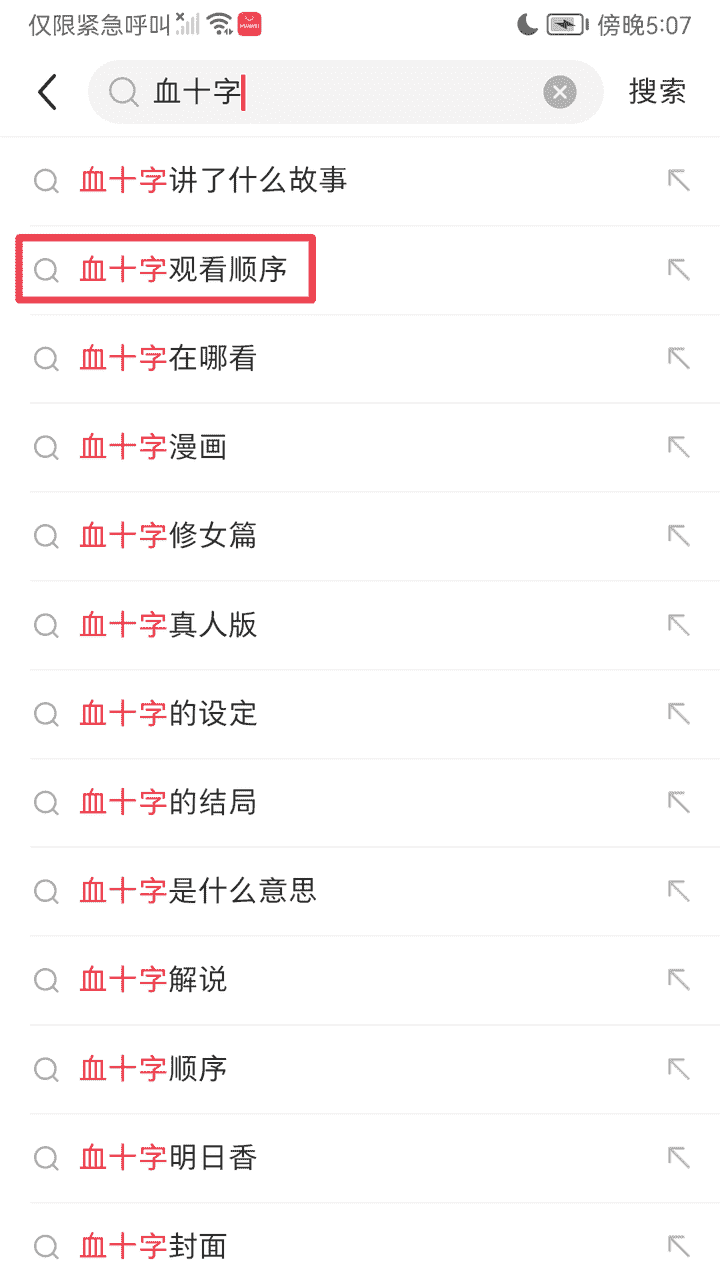 仅限紧急呼叫 傍晚5:07
血十字 搜索
血十字讲了什么故事
血十字观看顺序
血十字在哪看
血十字漫画
血十字修女篇
血十字真人版
血十字的设定
血十字的结局
血十字是什么意思
血十字解说
血十字顺序
血十字明日香
血十字封面